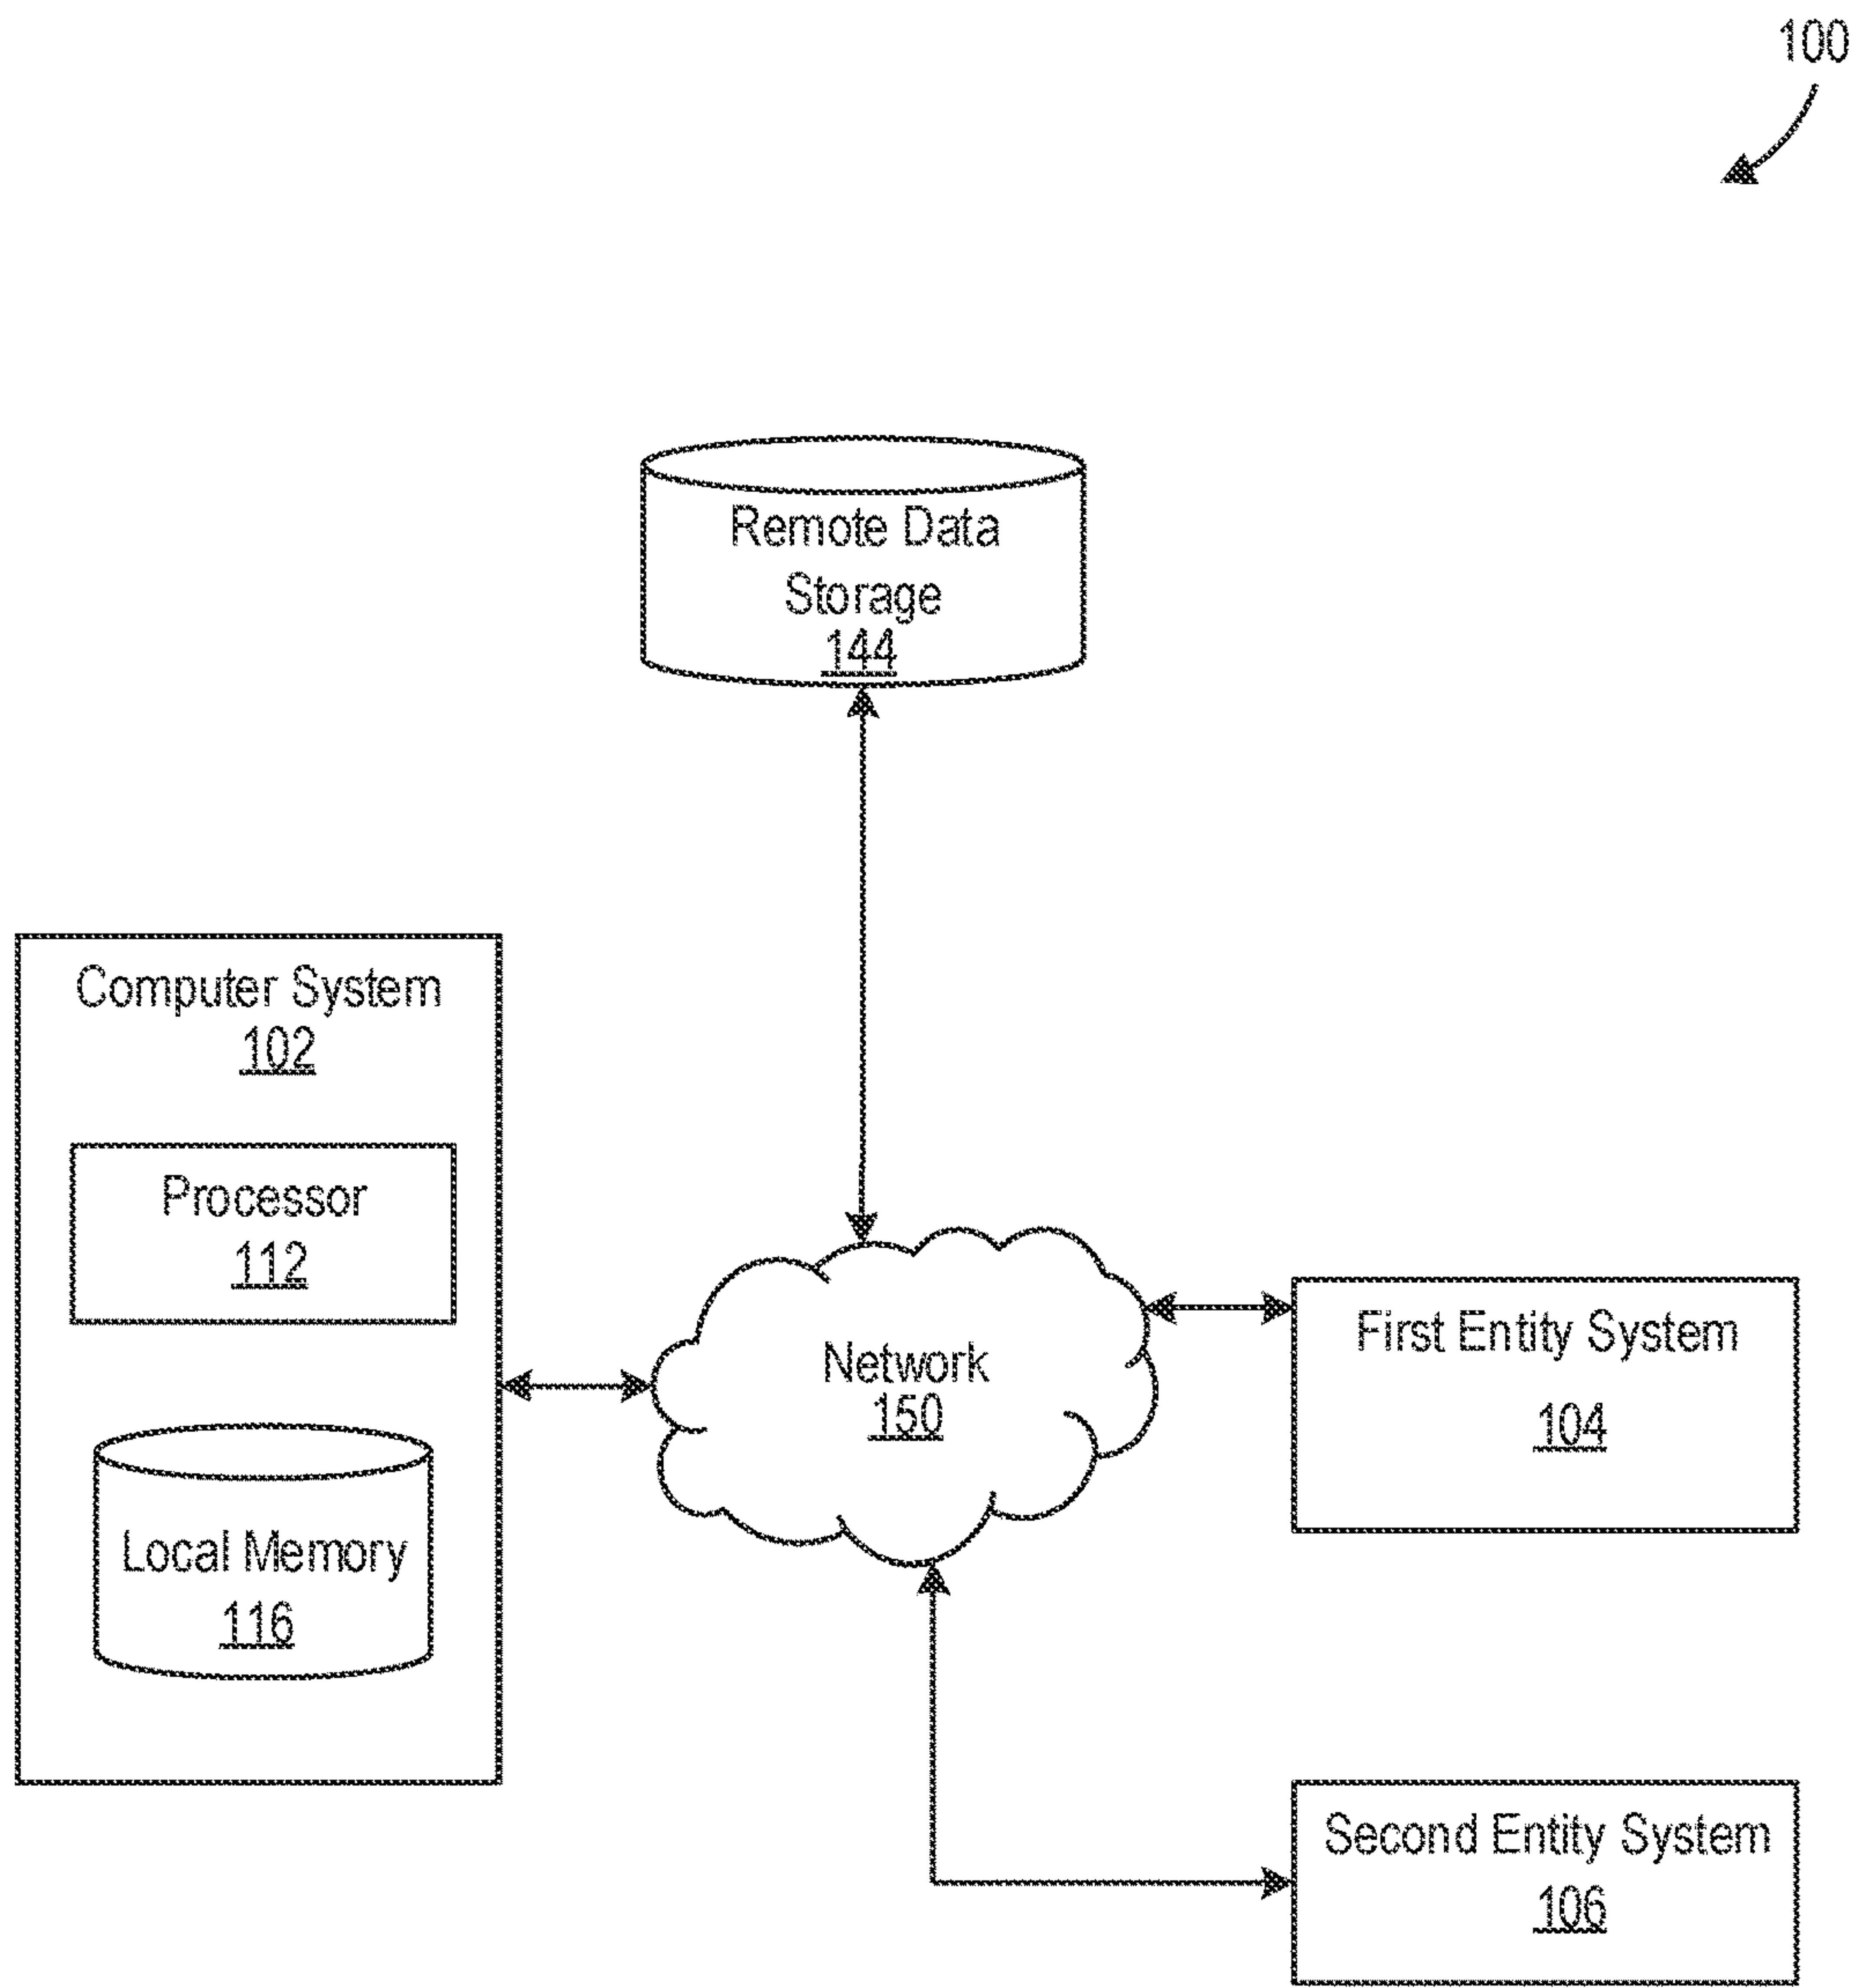 100
Remote Data
Storage
144
Computer System
102
Processor
112
Local Memory
116
Network
150
First Entity System
104
Second Entity System
106